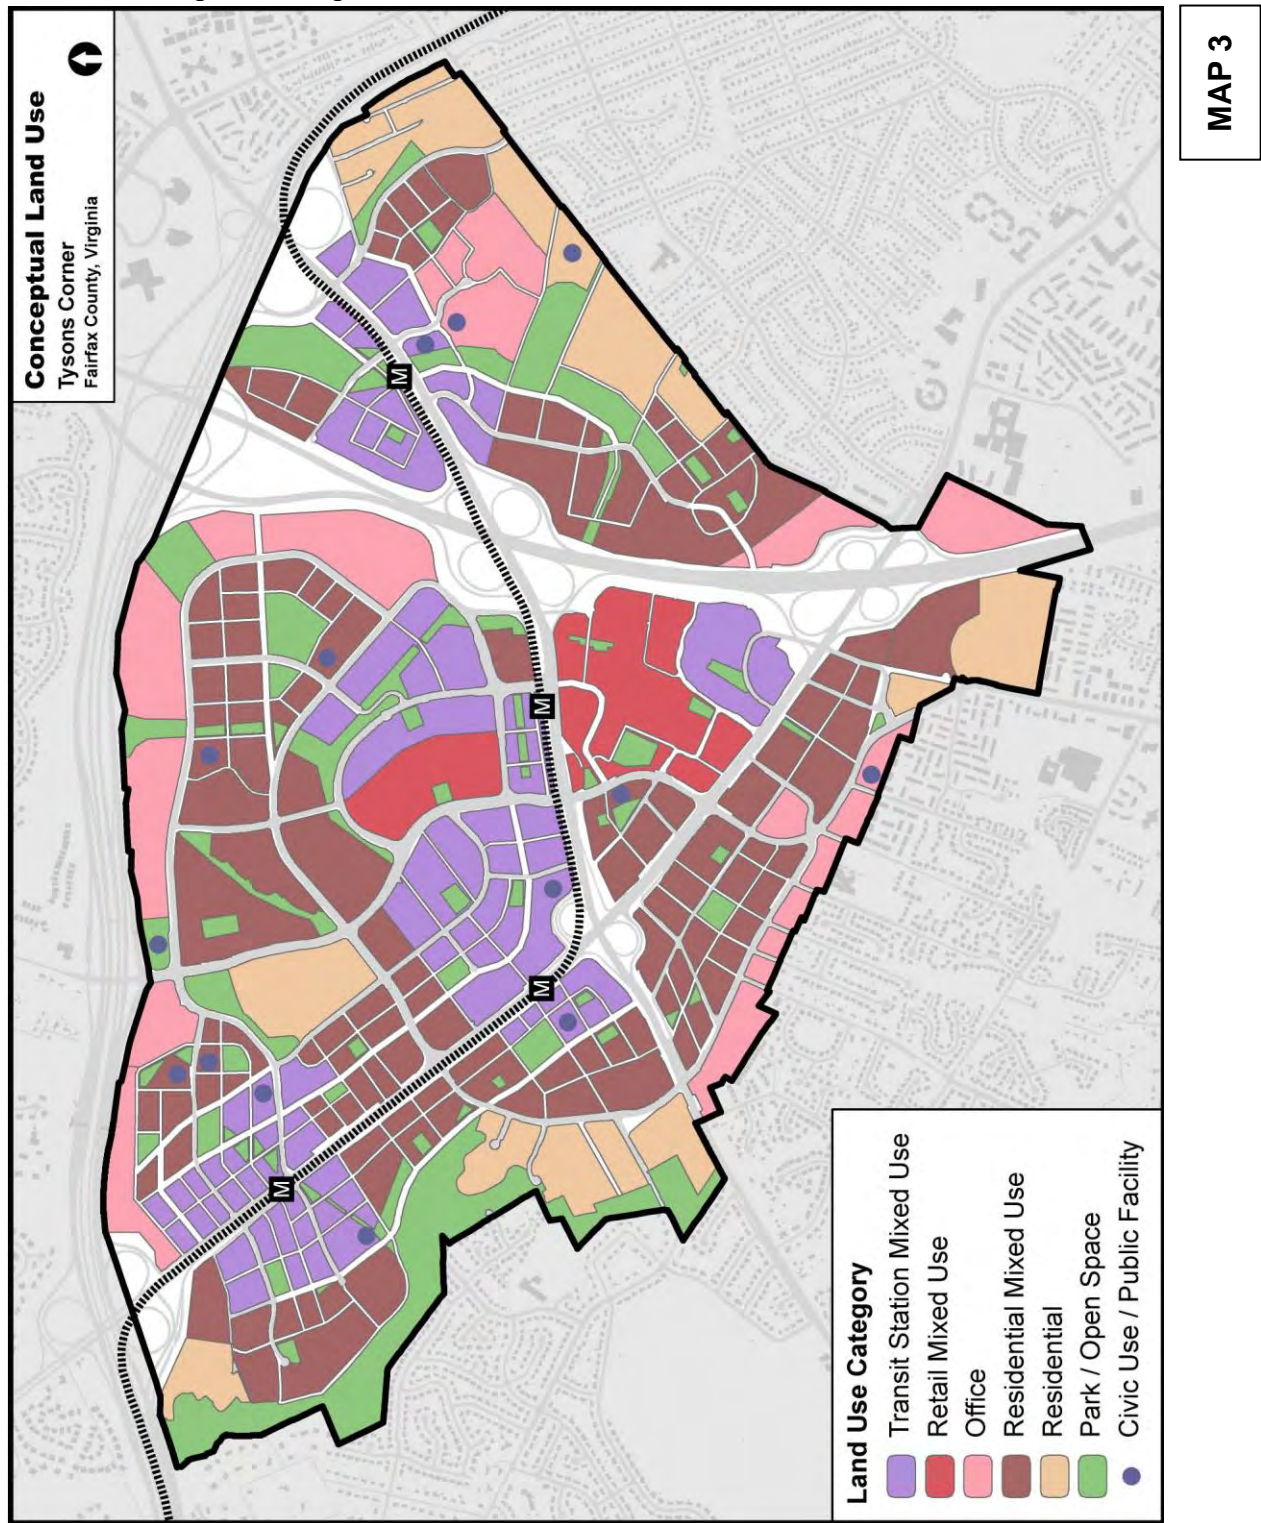 Conceptual Land Use
Tysons Corner
Fairfax County, Virginia
MAP 3
M
M
M
M
Land Use Category
Transit Station Mixed Use
Retail Mixed Use
Office
Residential Mixed Use
Residential
Park / Open Space
Civic Use / Public Facility